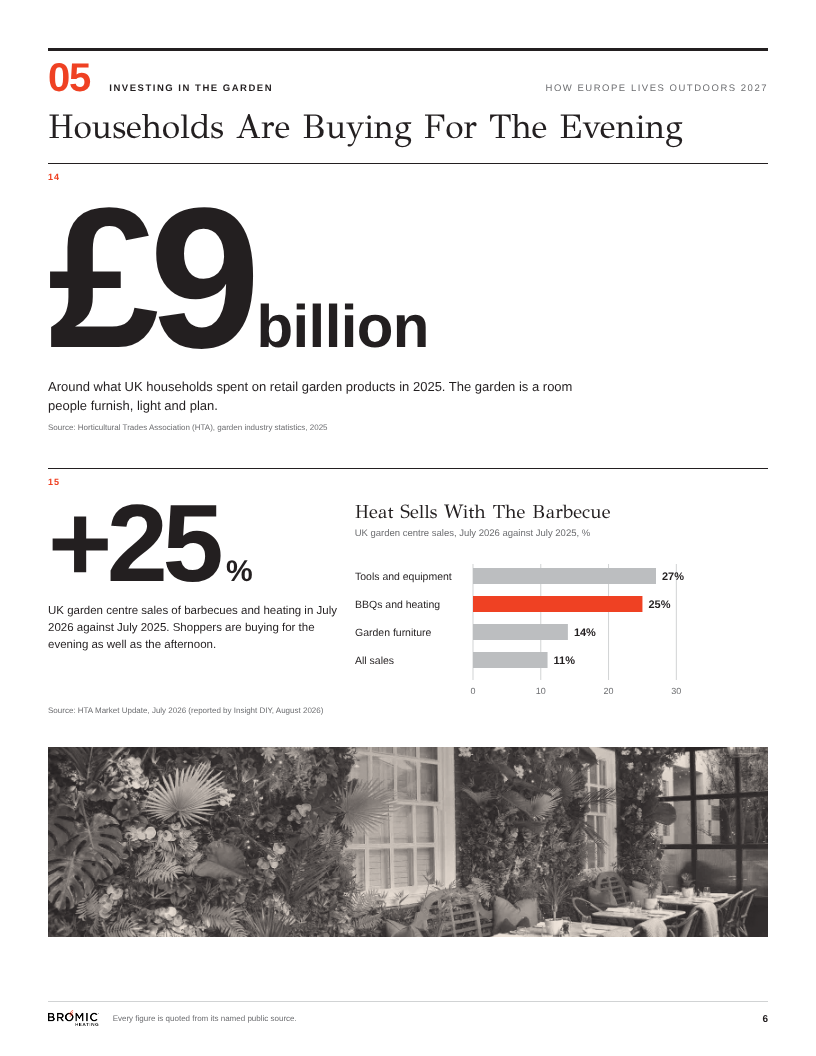 05 INVESTING IN THE GARDEN HOW EUROPE LIVES OUTDOORS 2027
Households Are Buying For The Evening
14
£9 billion
Around what UK households spent on retail garden products in 2025. The garden is a room
people furnish, light and plan.
Source: Horticultural Trades Association (HTA), garden industry statistics, 2025
15
+25 %
UK garden centre sales of barbecues and heating in July
2026 against July 2025. Shoppers are buying for the
evening as well as the afternoon.
Source: HTA Market Update, July 2026 (reported by Insight DIY, August 2026)
Heat Sells With The Barbecue
UK garden centre sales, July 2026 against July 2025, %
Tools and equipment 27%
BBQs and heating 25%
Garden furniture 14%
All sales 11%
0 10 20 30
BROMIC
HEATING
Every figure is quoted from its named public source.
6